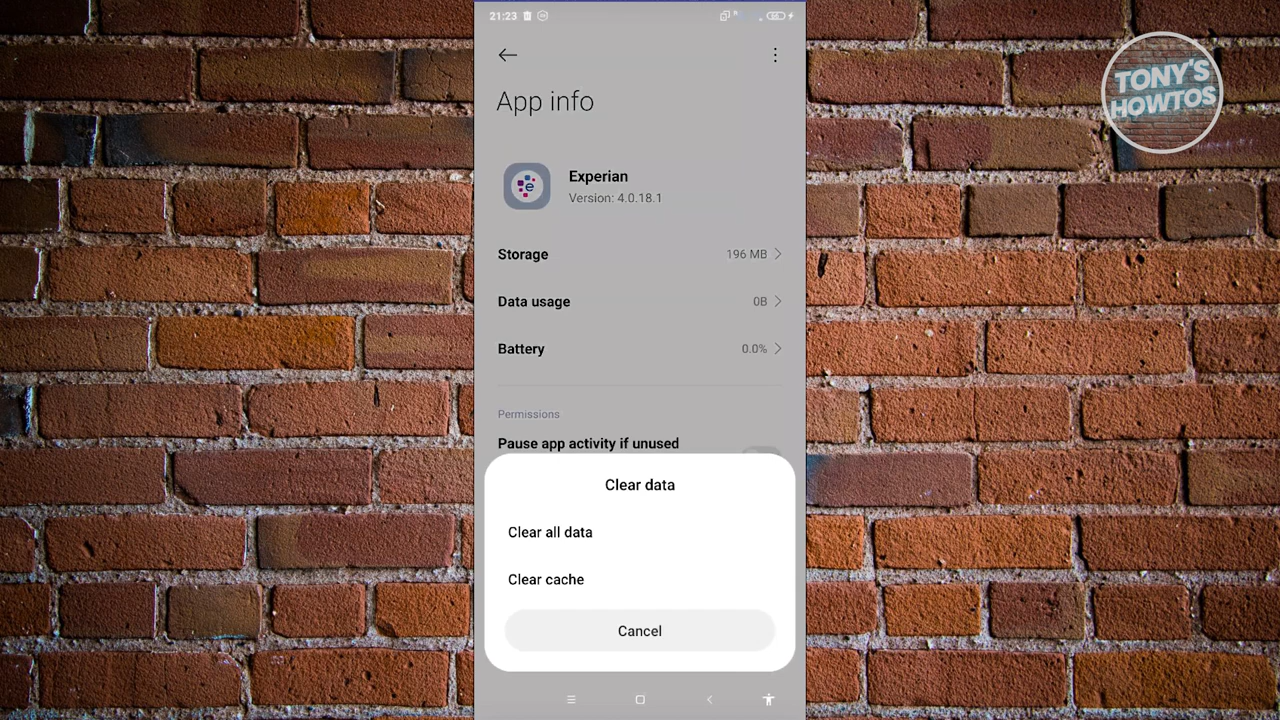 21:23
TONY'S
HOWTOS
App info
Experian
Version: 4.0.18.1
Storage 196 MB
Data usage 0B
Battery 0.0%
Permissions
Pause app activity if unused
Clear data
Clear all data
Clear cache
Cancel